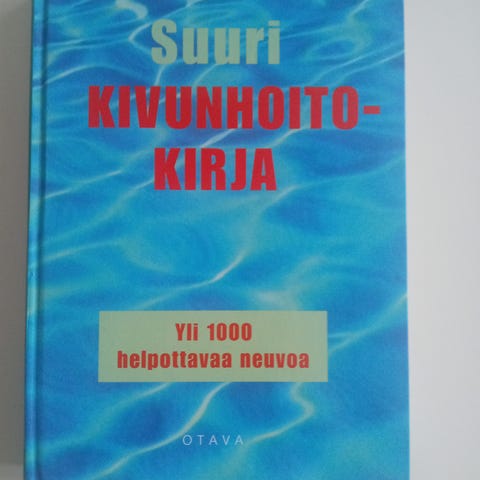 Suuri
KIVUNHOITO-
KIRJA
Yli 1000
helpottavaa neuvoa
OTAVA